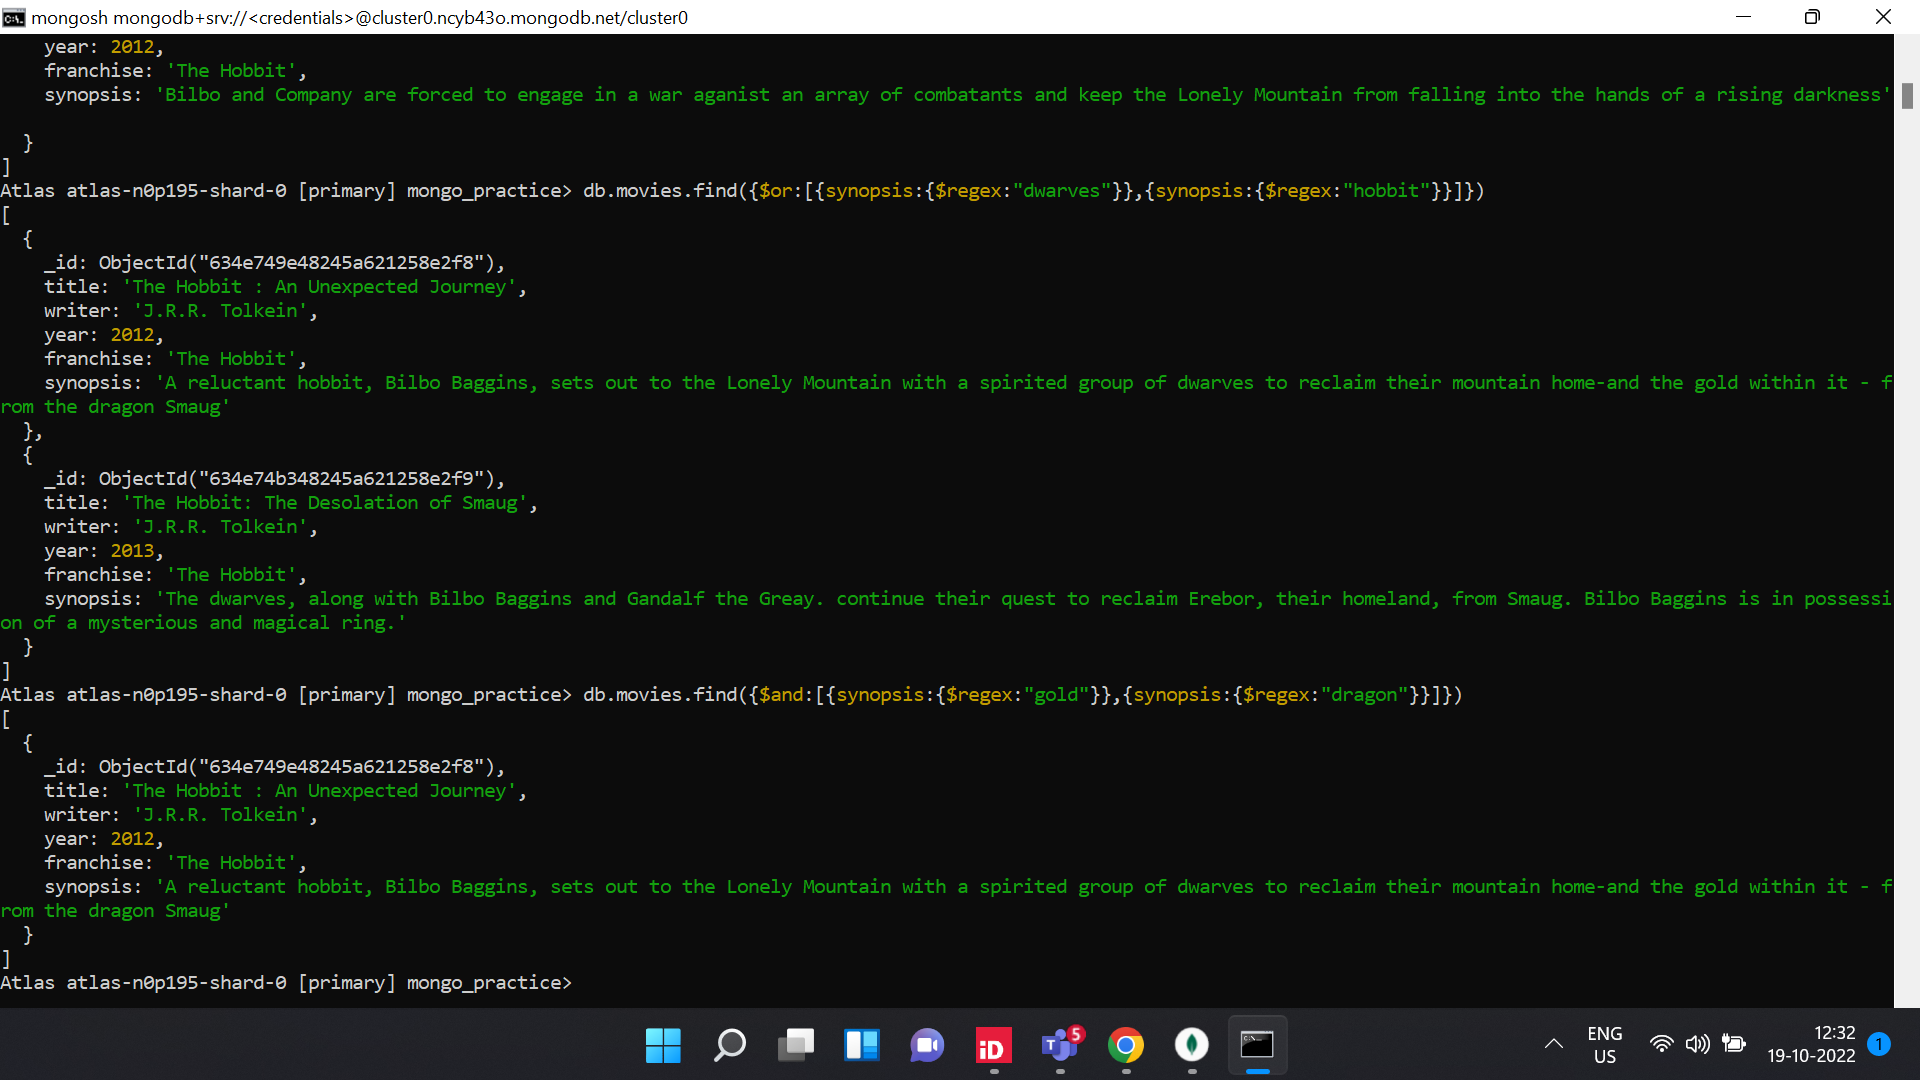 mongosh mongodb+srv://<credentials>@cluster0.ncyb43o.mongodb.net/cluster0
    year: 2012,
    franchise: 'The Hobbit',
    synopsis: 'Bilbo and Company are forced to engage in a war aganist an array of combatants and keep the Lonely Mountain from falling into the hands of a rising darkness'
  }
]
Atlas atlas-n0p195-shard-0 [primary] mongo_practice> db.movies.find({$or:[{synopsis:{$regex:"dwarves"}},{synopsis:{$regex:"hobbit"}}]})
[
  {
    _id: ObjectId("634e749e48245a621258e2f8"),
    title: 'The Hobbit : An Unexpected Journey',
    writer: 'J.R.R. Tolkein',
    year: 2012,
    franchise: 'The Hobbit',
    synopsis: 'A reluctant hobbit, Bilbo Baggins, sets out to the Lonely Mountain with a spirited group of dwarves to reclaim their mountain home-and the gold within it - f
rom the dragon Smaug'
  },
  {
    _id: ObjectId("634e74b348245a621258e2f9"),
    title: 'The Hobbit: The Desolation of Smaug',
    writer: 'J.R.R. Tolkein',
    year: 2013,
    franchise: 'The Hobbit',
    synopsis: 'The dwarves, along with Bilbo Baggins and Gandalf the Greay. continue their quest to reclaim Erebor, their homeland, from Smaug. Bilbo Baggins is in possessi
on of a mysterious and magical ring.'
  }
]
Atlas atlas-n0p195-shard-0 [primary] mongo_practice> db.movies.find({$and:[{synopsis:{$regex:"gold"}},{synopsis:{$regex:"dragon"}}]})
[
  {
    _id: ObjectId("634e749e48245a621258e2f8"),
    title: 'The Hobbit : An Unexpected Journey',
    writer: 'J.R.R. Tolkein',
    year: 2012,
    franchise: 'The Hobbit',
    synopsis: 'A reluctant hobbit, Bilbo Baggins, sets out to the Lonely Mountain with a spirited group of dwarves to reclaim their mountain home-and the gold within it - f
rom the dragon Smaug'
  }
]
Atlas atlas-n0p195-shard-0 [primary] mongo_practice>
iD
T
5
ENG
US
12:32
19-10-2022
1